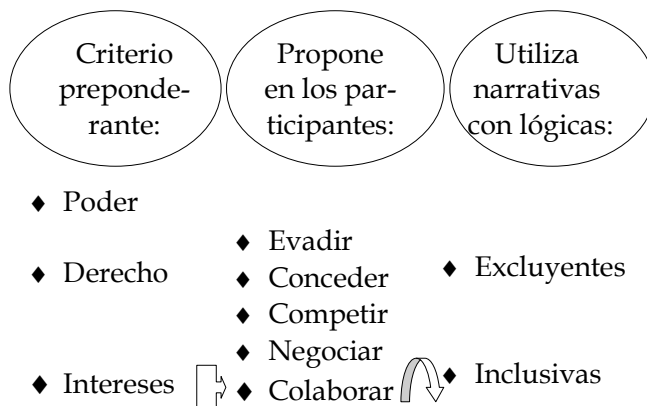 Criterio
preponde-
rante:
Propone
en los par-
ticipantes:
Utiliza
narrativas
con lógicas:
♦ Poder
♦ Derecho
♦ Intereses
♦ Evadir
♦ Conceder
♦ Competir
♦ Negociar
♦ Colaborar
♦ Excluyentes
♦ Inclusivas